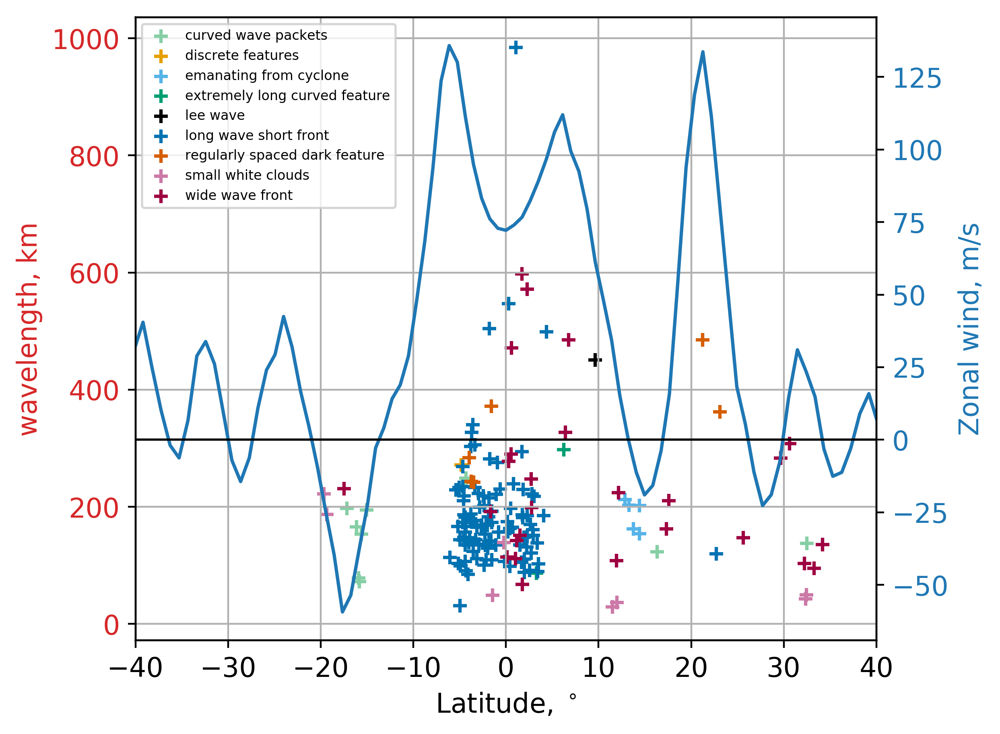 curved wave packets
discrete features
emanating from cyclone
extremely long curved feature
lee wave
long wave short front
regularly spaced dark feature
small white clouds
wide wave front
1000
800
600
400
200
0
wavelength, km
125
100
75
50
25
0
−25
−50
Zonal wind, m/s
−40 −30 −20 −10 0 10 20 30 40
Latitude, °